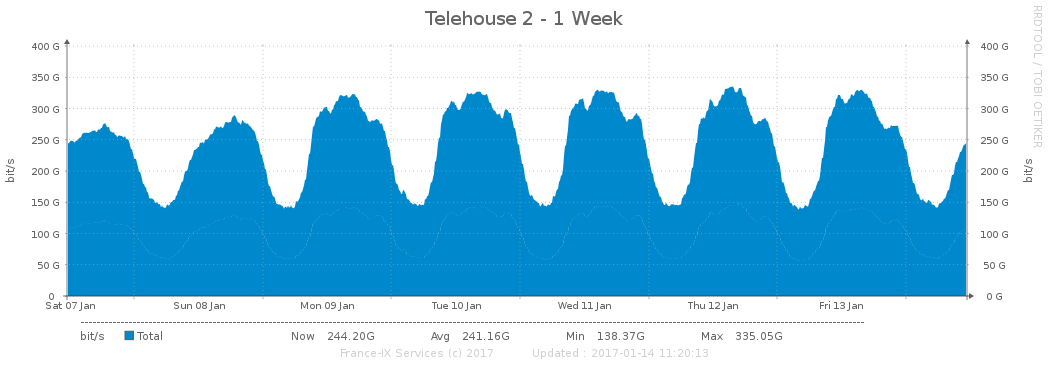 Telehouse 2 - 1 Week
RRDTOOL / TOBI OETIKER
400 G 400 G
350 G 350 G
300 G 300 G
250 G 250 G
200 G 200 G
150 G 150 G
100 G 100 G
50 G 50 G
0 0 G
bit/s bit/s
Sat 07 Jan Sun 08 Jan Mon 09 Jan Tue 10 Jan Wed 11 Jan Thu 12 Jan Fri 13 Jan
bit/s Total Now 244.20G Avg 241.16G Min 138.37G Max 335.05G
France-IX Services (c) 2017 Updated : 2017-01-14 11:20:13